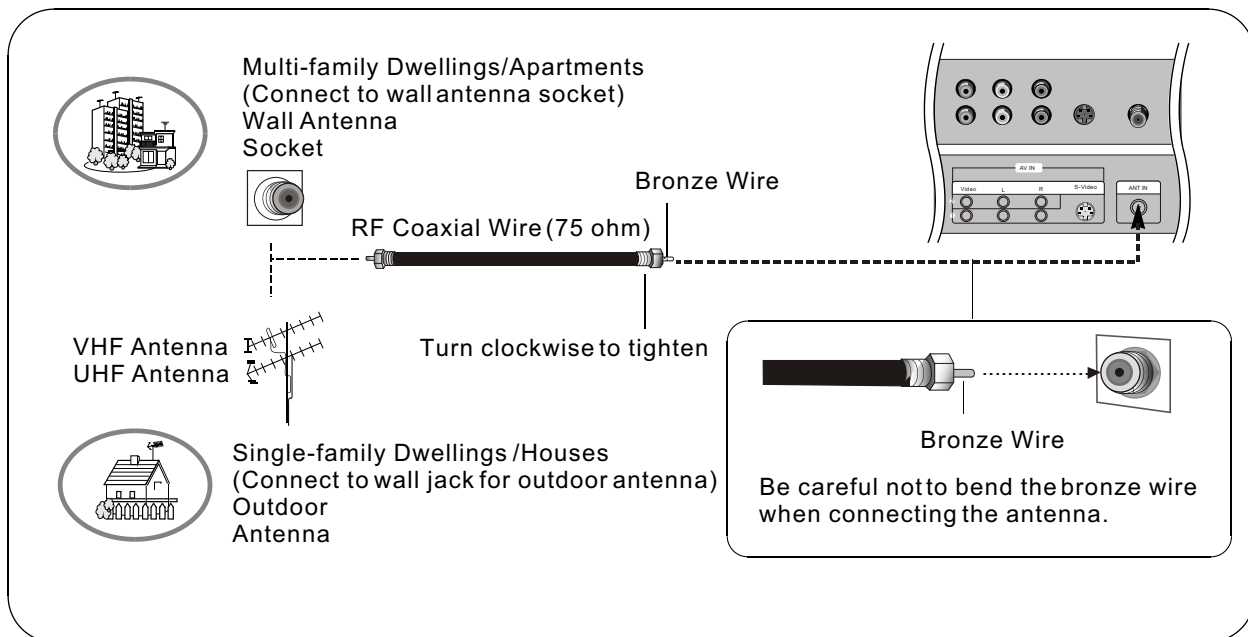 Multi-family Dwellings/Apartments
(Connect to wall antenna socket)
Wall Antenna
Socket
Bronze Wire
RF Coaxial Wire (75 ohm)
AV IN
Video L R S-Video ANT IN
VHF Antenna
UHF Antenna
Turn clockwise to tighten
Bronze Wire
Be careful not to bend the bronze wire
when connecting the antenna.
Single-family Dwellings /Houses
(Connect to wall jack for outdoor antenna)
Outdoor
Antenna